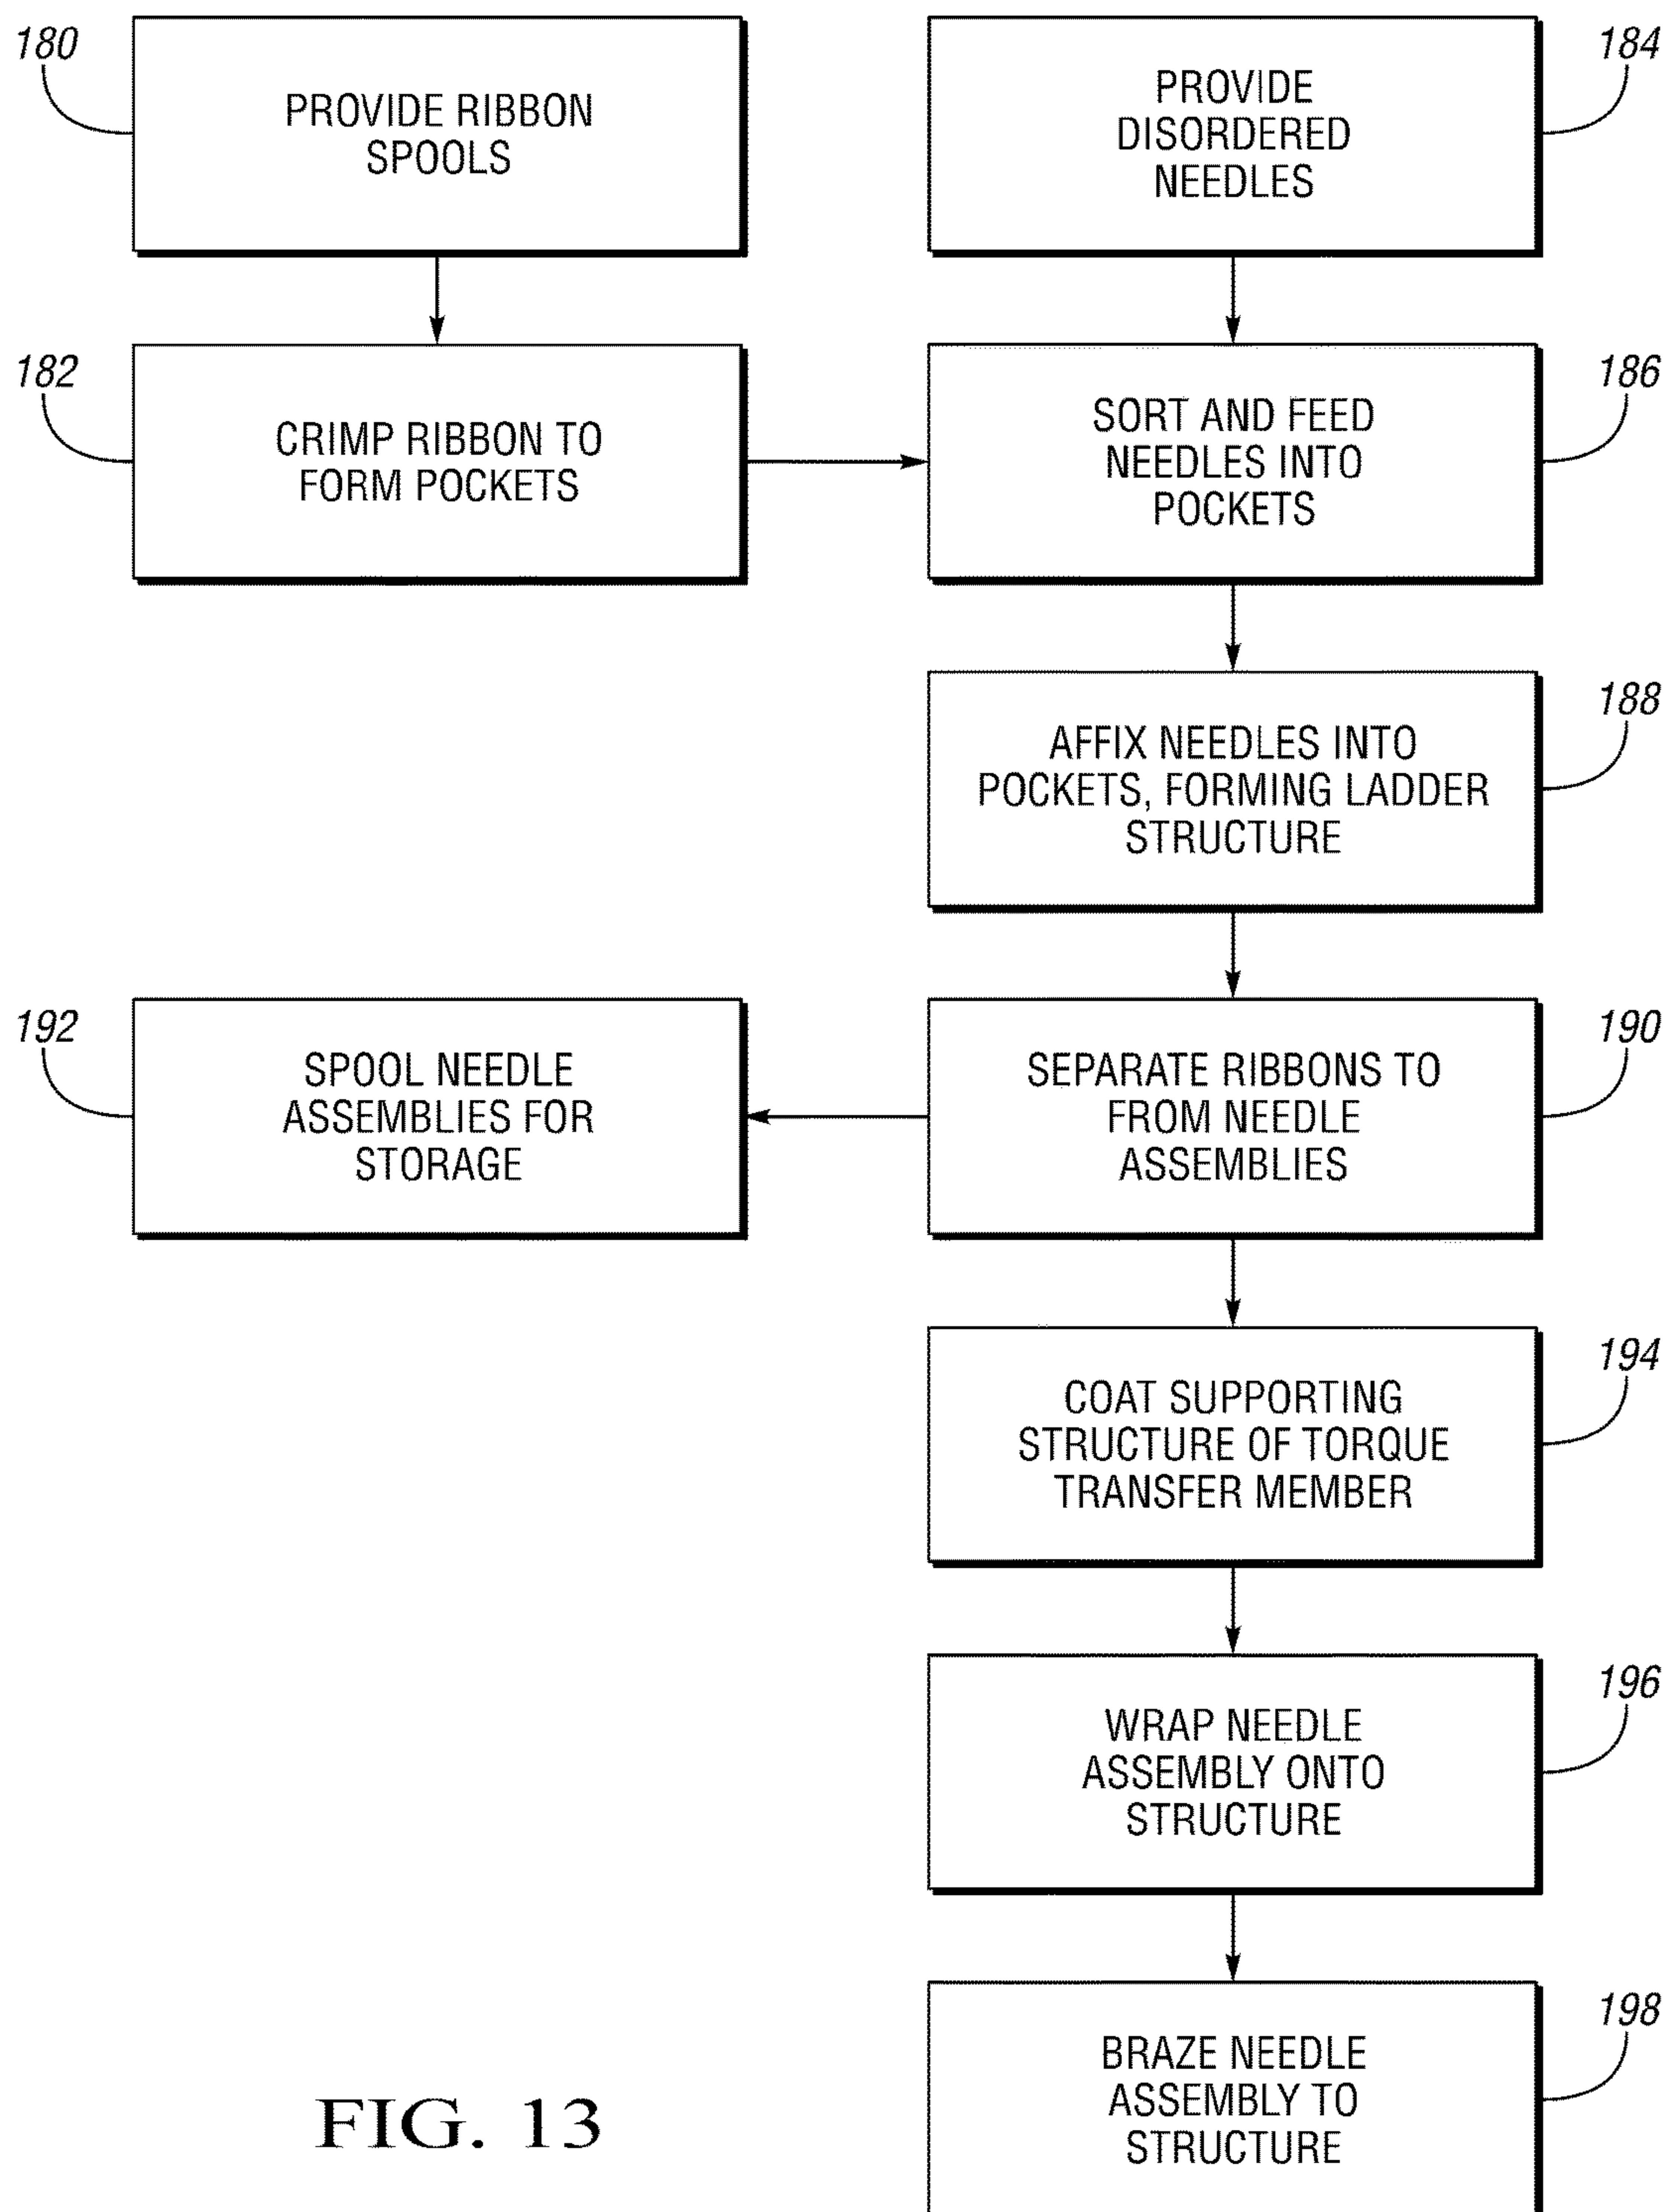 180
PROVIDE RIBBON
SPOOLS
184
PROVIDE
DISORDERED
NEEDLES
182
CRIMP RIBBON TO
FORM POCKETS
186
SORT AND FEED
NEEDLES INTO
POCKETS
188
AFFIX NEEDLES INTO
POCKETS, FORMING LADDER
STRUCTURE
192
SPOOL NEEDLE
ASSEMBLIES FOR
STORAGE
190
SEPARATE RIBBONS TO
FROM NEEDLE
ASSEMBLIES
194
COAT SUPPORTING
STRUCTURE OF TORQUE
TRANSFER MEMBER
196
WRAP NEEDLE
ASSEMBLY ONTO
STRUCTURE
198
BRAZE NEEDLE
ASSEMBLY TO
STRUCTURE
FIG. 13